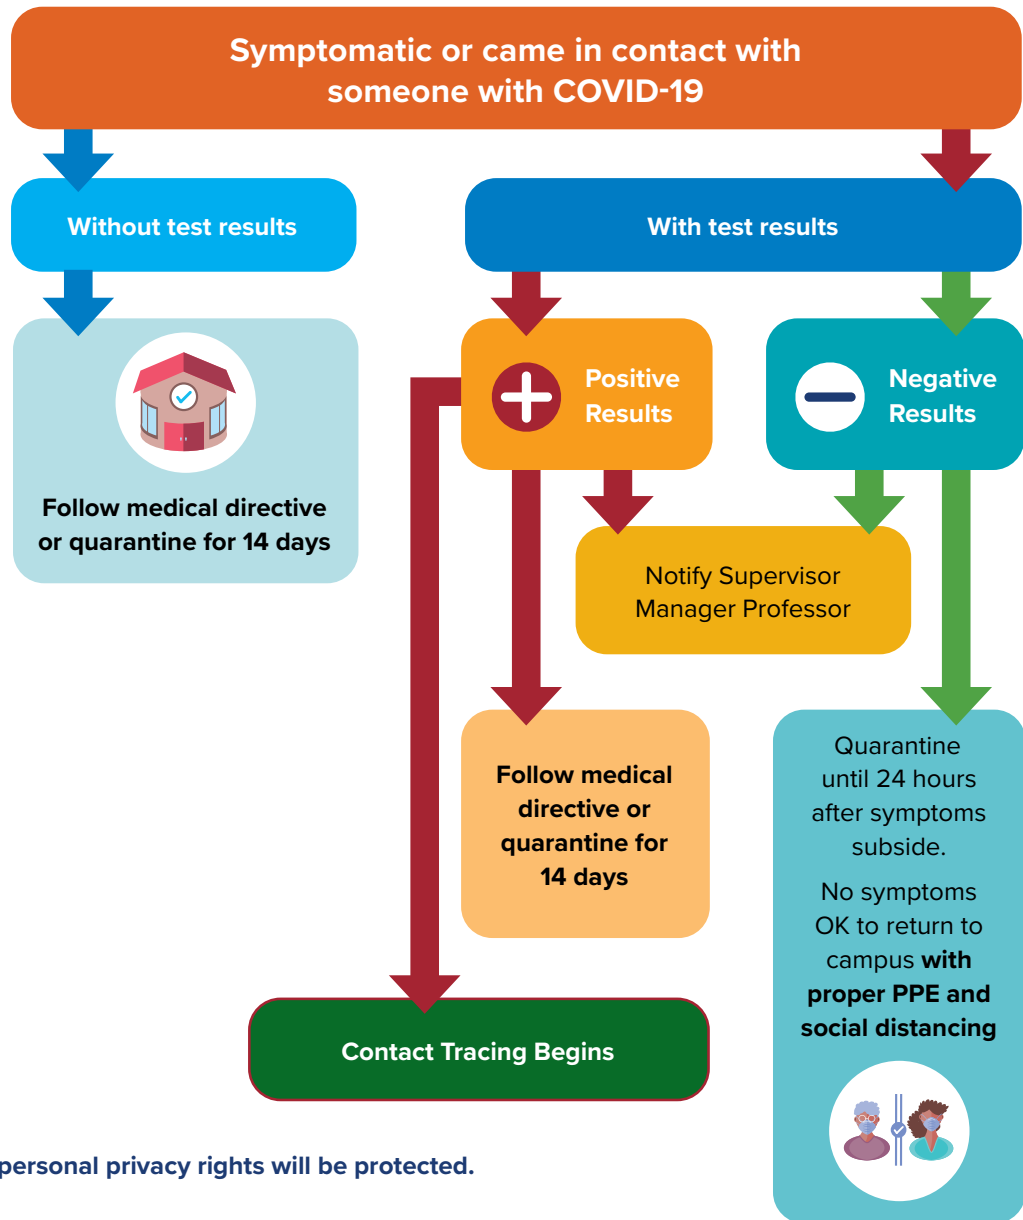 Symptomatic or came in contact with
someone with COVID-19
Without test results
With test results
Follow medical directive
or quarantine for 14 days
Positive
Results
Negative
Results
Notify Supervisor
Manager Professor
Follow medical
directive or
quarantine for
14 days
Quarantine
until 24 hours
after symptoms
subside.
No symptoms
OK to return to
campus with
proper PPE and
social distancing
Contact Tracing Begins
personal privacy rights will be protected.